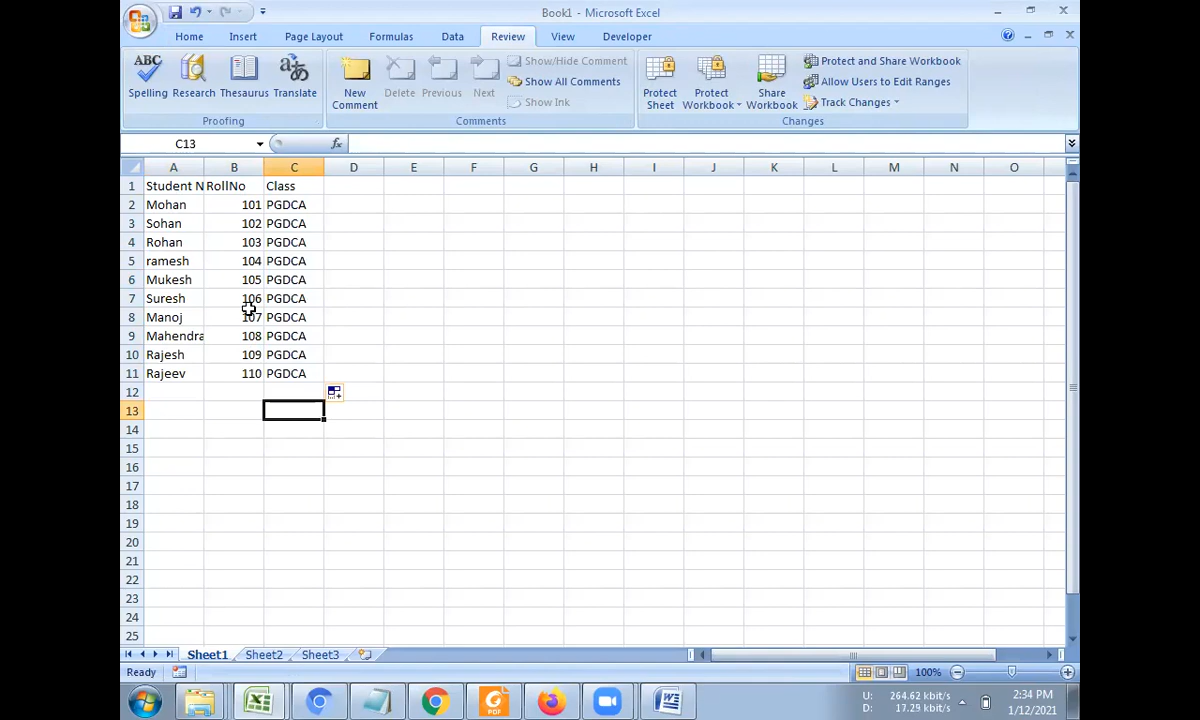 Book1 - Microsoft Excel
Home Insert Page Layout Formulas Data Review View Developer
ABC
Spelling Research Thesaurus Translate
Proofing
New Comment Delete Previous Next
Show/Hide Comment
Show All Comments
Show Ink
Comments
Protect Sheet Protect Workbook Share Workbook
Protect and Share Workbook
Allow Users to Edit Ranges
Track Changes
Changes
C13 fx
A B C D E F G H I J K L M N O
1 Student N RollNo Class
2 Mohan 101 PGDCA
3 Sohan 102 PGDCA
4 Rohan 103 PGDCA
5 ramesh 104 PGDCA
6 Mukesh 105 PGDCA
7 Suresh 106 PGDCA
8 Manoj 107 PGDCA
9 Mahendra 108 PGDCA
10 Rajesh 109 PGDCA
11 Rajeev 110 PGDCA
12
13
14
15
16
17
18
19
20
21
22
23
24
25
Sheet1 Sheet2 Sheet3
Ready 100%
PDF
U: 264.62 kbit/s
D: 17.29 kbit/s
2:34 PM
1/12/2021